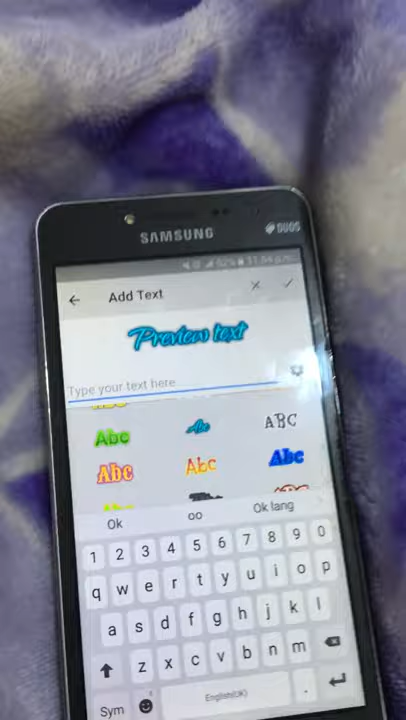 SAMSUNG
DUOS
Add Text
Preview text
Type your text here
Abc
Abc
ABC
Abc
Abc
Abc
Ok
oo
Ok lang
1 2 3 4 5 6 7 8 9 0
q w e r t y u i o p
a s d f g h j k l
z x c v b n m
Sym
English(UK)
.